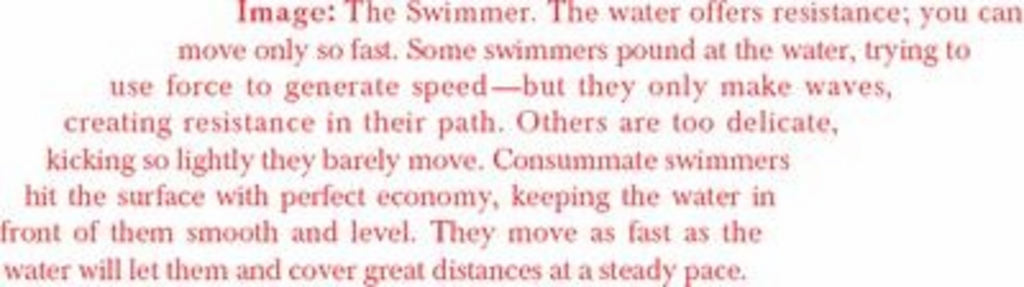 Image: The Swimmer. The water offers resistance; you can
move only so fast. Some swimmers pound at the water, trying to
use force to generate speed—but they only make waves,
creating resistance in their path. Others are too delicate,
kicking so lightly they barely move. Consummate swimmers
hit the surface with perfect economy, keeping the water in
front of them smooth and level. They move as fast as the
water will let them and cover great distances at a steady pace.